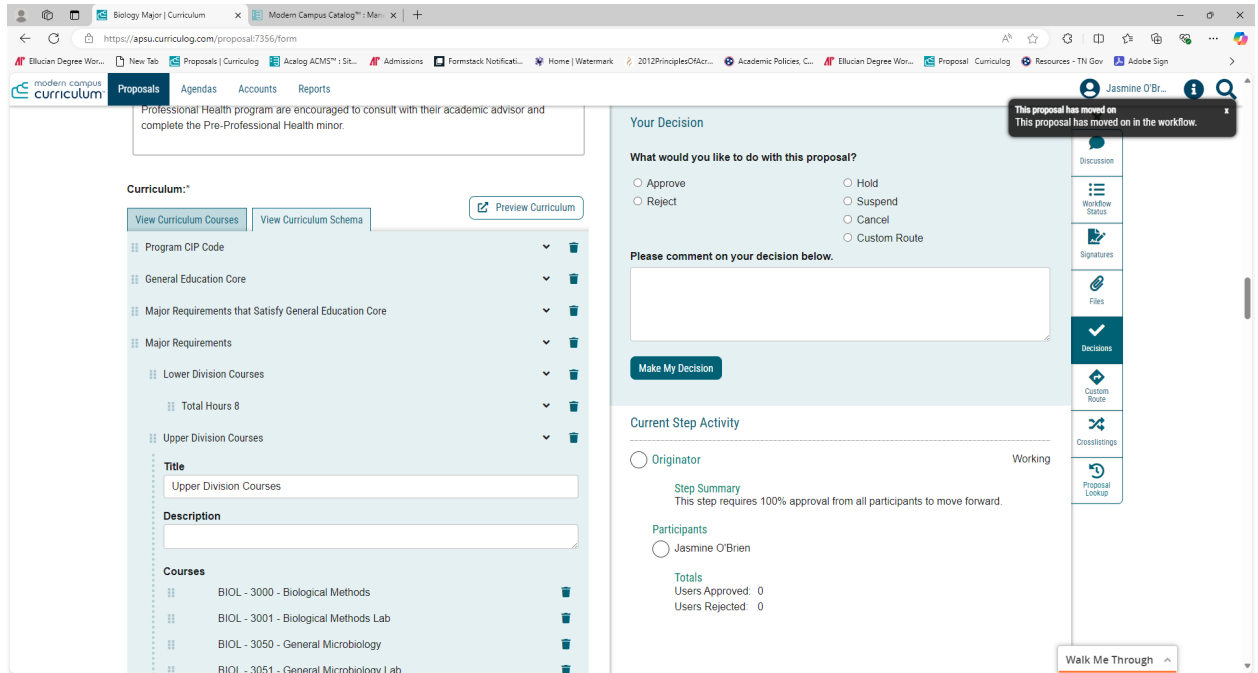 Biology Major | Curriculum
Modern Campus Catalog™ : Man
https://apsu.curriculog.com/proposal:7356/form
Ellucian Degree Wor...
New Tab
Proposals | Curriculog
Acalog ACMS™ : Sit...
Admissions
Formstack Notificati...
Home | Watermark
2012PrinciplesOfAcr...
Academic Policies, C...
Ellucian Degree Wor...
Proposal Curriculog
Resources - TN Gov
Adobe Sign
modern campus
curriculum
Proposals
Agendas
Accounts
Reports
Jasmine O'Br...
This proposal has moved on
x
This proposal has moved on in the workflow.
Professional Health program are encouraged to consult with their academic advisor and
complete the Pre-Professional Health minor.
Curriculum:*
Preview Curriculum
View Curriculum Courses
View Curriculum Schema
Program CIP Code
General Education Core
Major Requirements that Satisfy General Education Core
Major Requirements
Lower Division Courses
Total Hours 8
Upper Division Courses
Title
Upper Division Courses
Description
Courses
BIOL - 3000 - Biological Methods
BIOL - 3001 - Biological Methods Lab
BIOL - 3050 - General Microbiology
BIOL - 3051 - General Microbiology Lab
Your Decision
What would you like to do with this proposal?
Approve
Reject
Hold
Suspend
Cancel
Custom Route
Please comment on your decision below.
Make My Decision
Current Step Activity
Originator
Working
Step Summary
This step requires 100% approval from all participants to move forward.
Participants
Jasmine O'Brien
Totals
Users Approved: 0
Users Rejected: 0
Discussion
Workflow
Status
Signatures
Files
Decisions
Custom
Route
Crosslistings
Proposal
Lookup
Walk Me Through